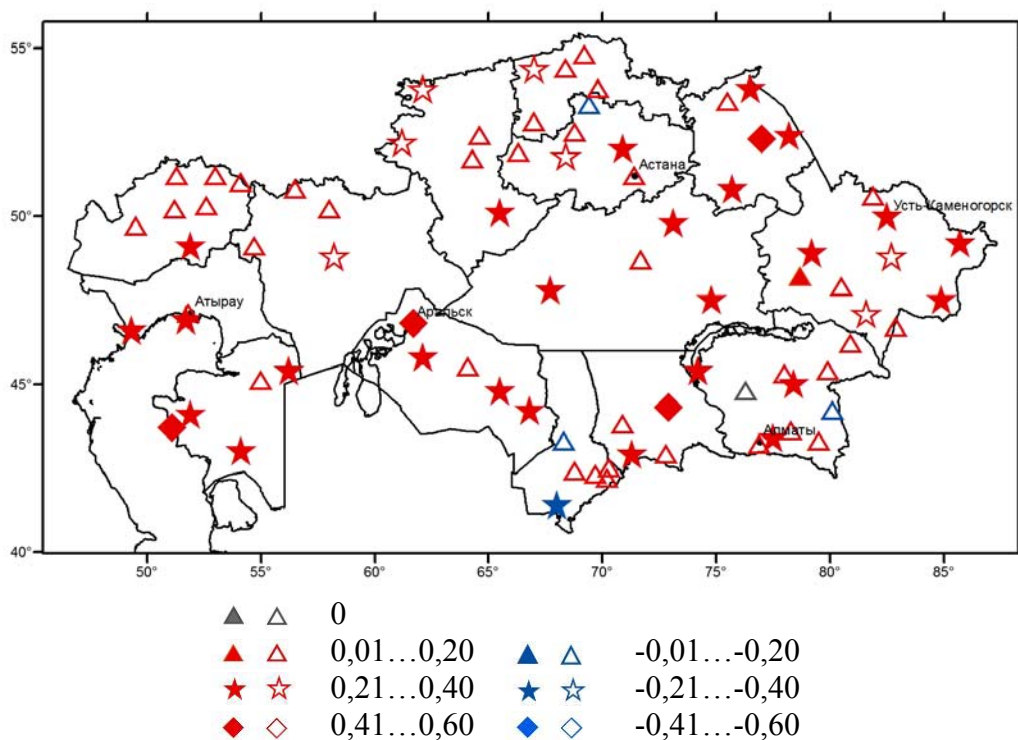 55°
Астана
50°
Усть-Каменогорск
Атырау
Аральск
45°
Алматы
40°
50° 55° 60° 65° 70° 75° 80° 85°
0
0,01…0,20 -0,01…-0,20
0,21…0,40 -0,21…-0,40
0,41…0,60 -0,41…-0,60